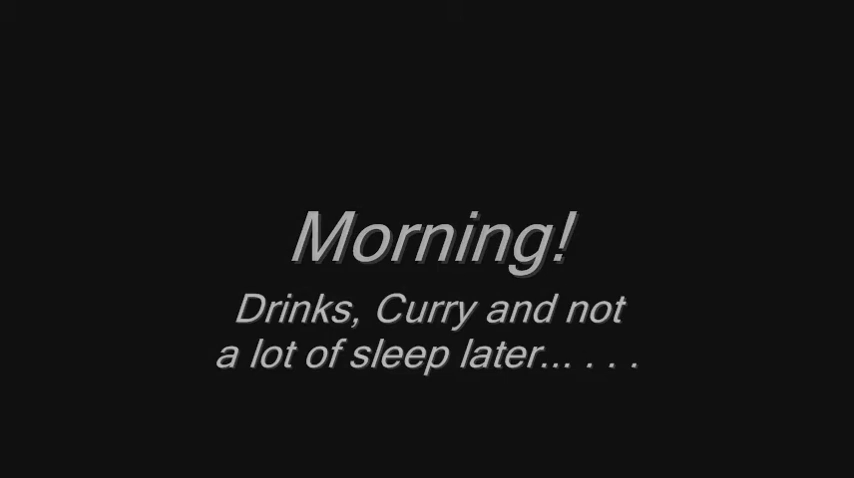 Morning!
Drinks, Curry and not
a lot of sleep later... . . .